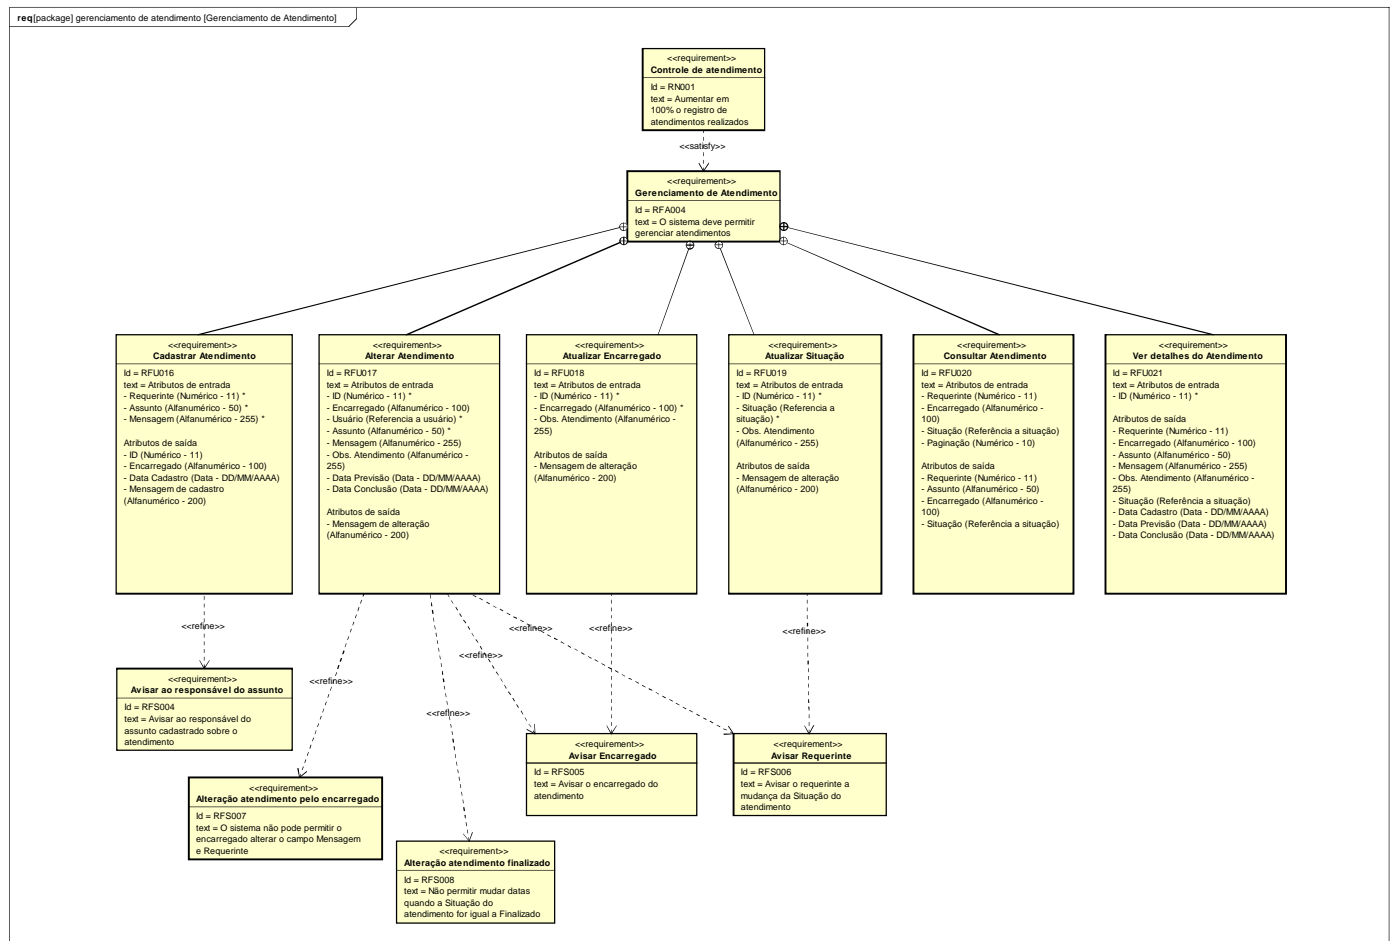 req[package] gerenciamento de atendimento [Gerenciamento de Atendimento]
<<requirement>>
Controle de atendimento
Id = RN001
text = Aumentar em
100% o registro de
atendimentos realizados
<<satisfy>>
<<requirement>>
Gerenciamento de Atendimento
Id = RFA004
text = O sistema deve permitir
gerenciar atendimentos
<<requirement>>
Cadastrar Atendimento
Id = RFU016
text = Atributos de entrada
- Requerinte (Numérico - 11) *
- Assunto (Alfanumérico - 50) *
- Mensagem (Alfanumérico - 255) *
Atributos de saída
- ID (Numérico - 11)
- Encarregado (Alfanumérico - 100)
- Data Cadastro (Data - DD/MM/AAAA)
- Mensagem de cadastro
(Alfanumérico - 200)
<<requirement>>
Alterar Atendimento
Id = RFU017
text = Atributos de entrada
- ID (Numérico - 11) *
- Encarregado (Alfanumérico - 100)
- Usuário (Referencia a usuário) *
- Assunto (Alfanumérico - 50) *
- Mensagem (Alfanumérico - 255)
- Obs. Atendimento (Alfanumérico -
255)
- Data Previsão (Data - DD/MM/AAAA)
- Data Conclusão (Data - DD/MM/AAAA)
Atributos de saída
- Mensagem de alteração
(Alfanumérico - 200)
<<requirement>>
Atualizar Encarregado
Id = RFU018
text = Atributos de entrada
- ID (Numérico - 11) *
- Encarregado (Alfanumérico - 100) *
- Obs. Atendimento (Alfanumérico -
255)
Atributos de saída
- Mensagem de alteração
(Alfanumérico - 200)
<<requirement>>
Atualizar Situação
Id = RFU019
text = Atributos de entrada
- ID (Numérico - 11) *
- Situação (Referencia a
situação) *
- Obs. Atendimento
(Alfanumérico - 255)
Atributos de saída
- Mensagem de alteração
(Alfanumérico - 200)
<<requirement>>
Consultar Atendimento
Id = RFU020
text = Atributos de entrada
- Requerinte (Numérico - 11)
- Encarregado (Alfanumérico -
100)
- Situação (Referência a situação)
- Paginação (Numérico - 10)
Atributos de saída
- Requerinte (Numérico - 11)
- Assunto (Alfanumérico - 50)
- Encarregado (Alfanumérico -
100)
- Situação (Referência a situação)
<<requirement>>
Ver detalhes do Atendimento
Id = RFU021
text = Atributos de entrada
- ID (Numérico - 11) *
Atributos de saída
- Requerinte (Numérico - 11)
- Encarregado (Alfanumérico - 100)
- Assunto (Alfanumérico - 50)
- Mensagem (Alfanumérico - 255)
- Obs. Atendimento (Alfanumérico -
255)
- Situação (Referência a situação)
- Data Cadastro (Data - DD/MM/AAAA)
- Data Previsão (Data - DD/MM/AAAA)
- Data Conclusão (Data - DD/MM/AAAA)
<<refine>>
<<refine>>
<<refine>>
<<refine>>
<<refine>>
<<refine>>
<<refine>>
<<requirement>>
Avisar ao responsável do assunto
Id = RFS004
text = Avisar ao responsável do
assunto cadastrado sobre o
atendimento
<<requirement>>
Avisar Encarregado
Id = RFS005
text = Avisar o encarregado do
atendimento
<<requirement>>
Avisar Requerinte
Id = RFS006
text = Avisar o requerinte a
mudança da Situação do
atendimento
<<requirement>>
Alteração atendimento pelo encarregado
Id = RFS007
text = O sistema não pode permitir o
encarregado alterar o campo Mensagem
e Requerinte
<<requirement>>
Alteração atendimento finalizado
Id = RFS008
text = Não permitir mudar datas
quando a Situação do
atendimento for igual a Finalizado